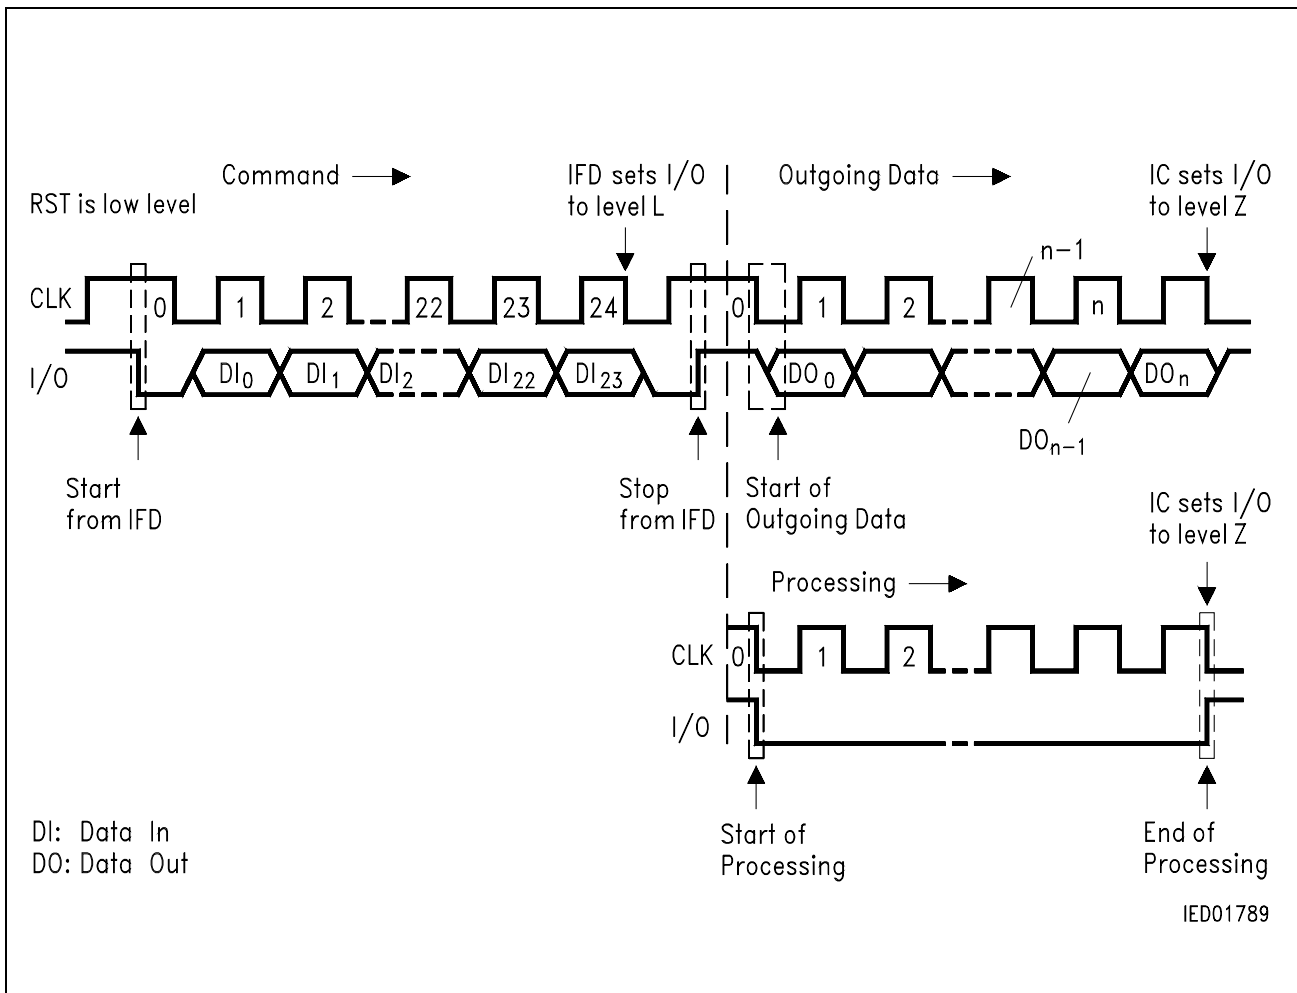 Command
IFD sets I/O
to level L
Outgoing Data
IC sets I/O
to level Z
RST is low level
n-1
CLK
0
1
2
22
23
24
0
1
2
n
I/O
DI0
DI1
DI2
DI22
DI23
DO0
DOn
DOn-1
Start
from IFD
Stop
from IFD
Start of
Outgoing Data
IC sets I/O
to level Z
Processing
CLK
0
1
2
I/O
Start of
Processing
End of
Processing
DI: Data In
DO: Data Out
IED01789